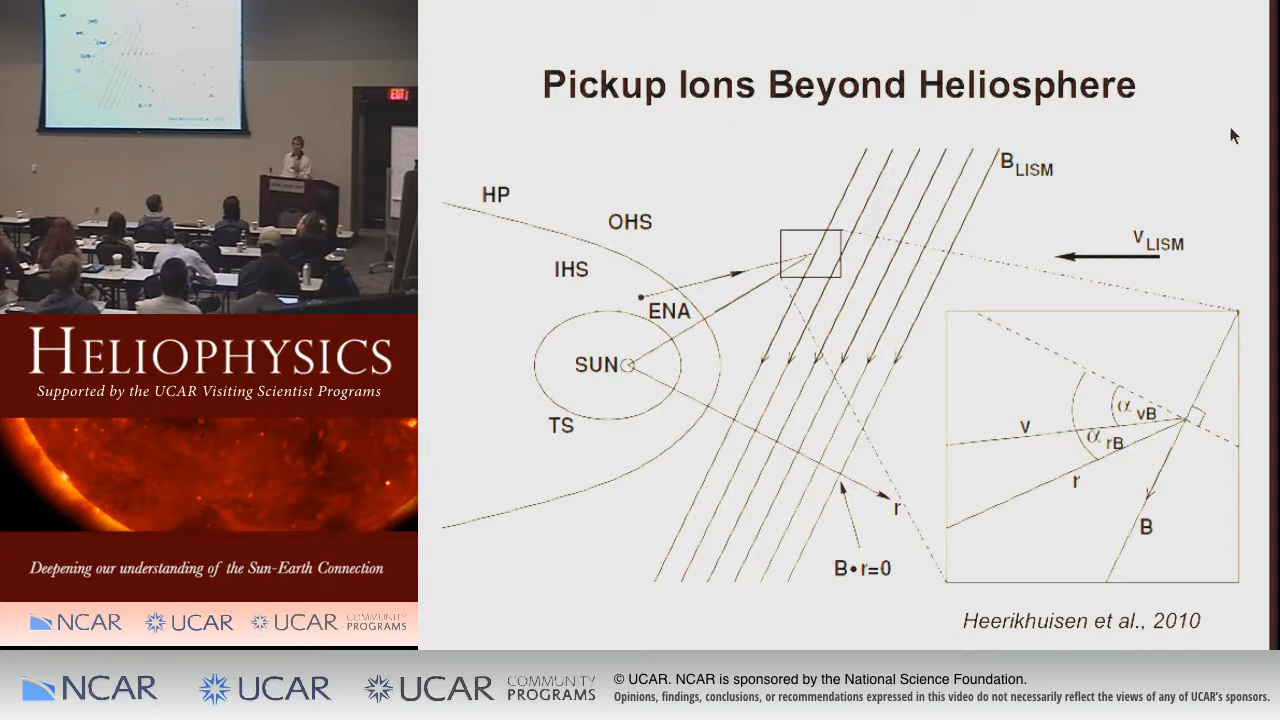 EXIT
Pickup Ions Beyond Heliosphere
B LISM
HP
OHS
IHS
V LISM
ENA
SUN
TS
α vB
v
α rB
r
r
B
B•r=0
Heerikhuisen et al., 2010
HELIOPHYSICS
Supported by the UCAR Visiting Scientist Programs
Deepening our understanding of the Sun-Earth Connection
NCAR UCAR UCAR COMMUNITY PROGRAMS
NCAR UCAR UCAR COMMUNITY PROGRAMS
© UCAR. NCAR is sponsored by the National Science Foundation.
Opinions, findings, conclusions, or recommendations expressed in this video do not necessarily reflect the views of any of UCAR's sponsors.